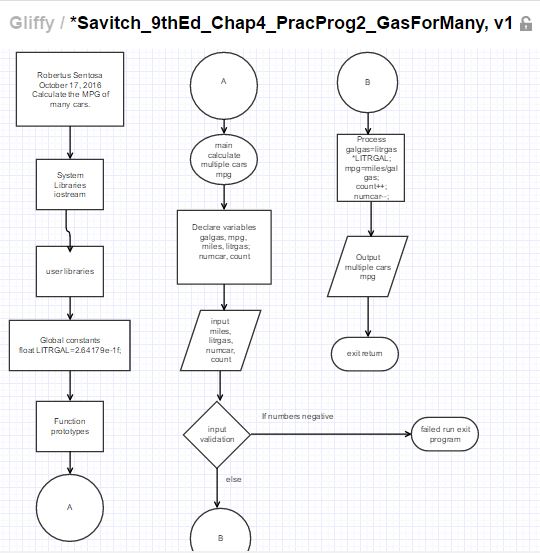 Gliffy / *Savitch_9thEd_Chap4_PracProg2_GasForMany, v1
Robertus Sentosa
October 17, 2016
Calculate the MPG of
many cars.
System
Libraries
iostream
user libraries
Global constants
float LITRGAL=2.64179e-1f;
Function
prototypes
A
A
main
calculate
multiple cars
mpg
Declare variables
galgas, mpg,
miles, litrgas;
numcar, count
input
miles,
litrgas,
numcar,
count
input
validation
If numbers negative
failed run exit
program
else
B
B
Process
galgas=litrgas
*LITRGAL;
mpg=miles/gal
gas;
count++;
numcar--;
Output
multiple cars
mpg
exit return